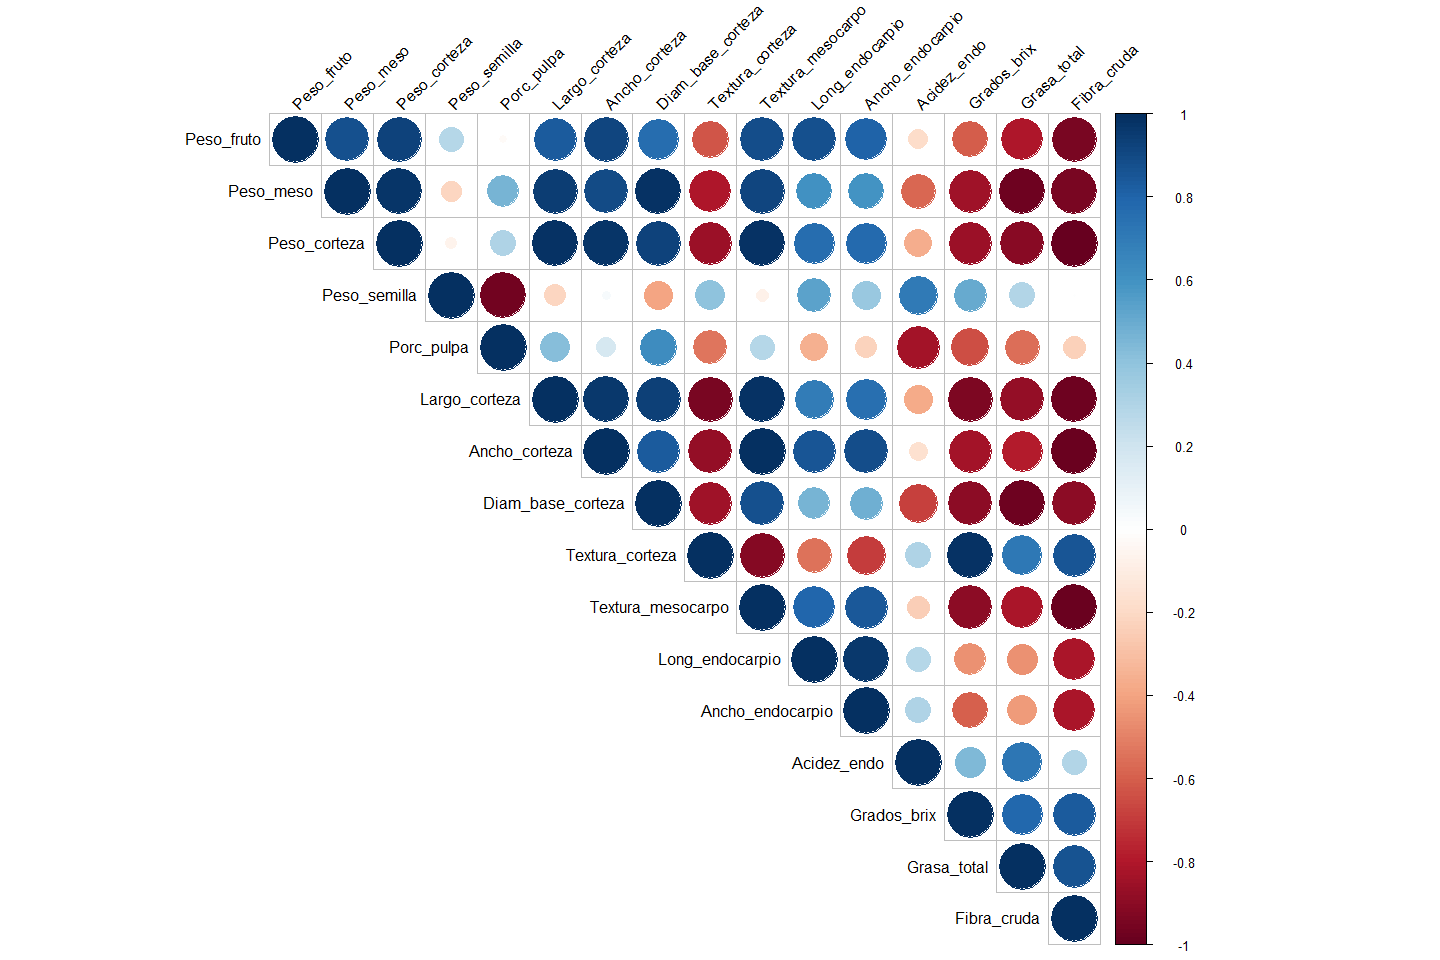 Peso_fruto
Peso_meso
Peso_corteza
Peso_semilla
Porc_pulpa
Largo_corteza
Ancho_corteza
Diam_base_corteza
Textura_corteza
Textura_mesocarpo
Long_endocarpio
Ancho_endocarpio
Acidez_endo
Grados_brix
Grasa_total
Fibra_cruda
Peso_fruto
Peso_meso
Peso_corteza
Peso_semilla
Porc_pulpa
Largo_corteza
Ancho_corteza
Diam_base_corteza
Textura_corteza
Textura_mesocarpo
Long_endocarpio
Ancho_endocarpio
Acidez_endo
Grados_brix
Grasa_total
Fibra_cruda
1
0.8
0.6
0.4
0.2
0
-0.2
-0.4
-0.6
-0.8
-1